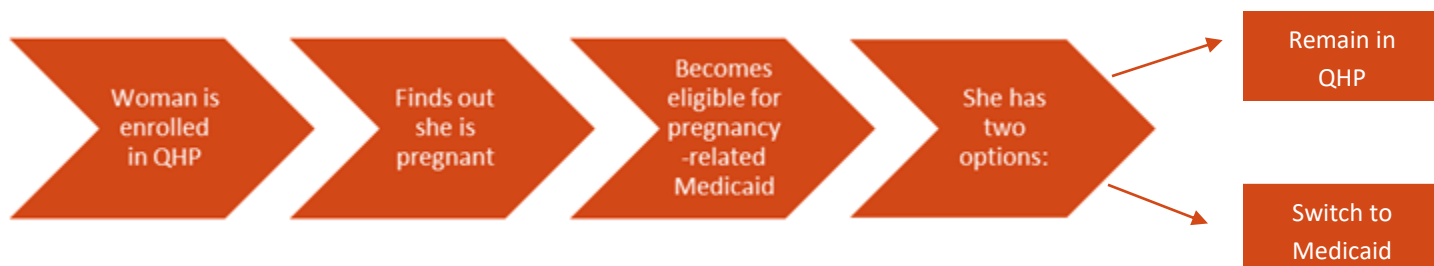 Woman is
enrolled
in QHP
Finds out
she is
pregnant
Becomes
eligible for
pregnancy
-related
Medicaid
She has
two
options:
Remain in
QHP
Switch to
Medicaid